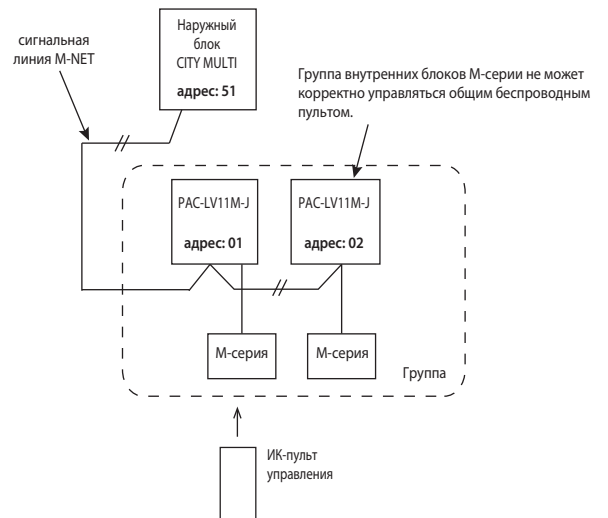 Наружный
блок
CITY MULTI
адрес: 51
сигнальная
линия M-NET
Группа внутренних блоков М-серии не может
корректно управляться общим беспроводным
пультом.
PAC-LV11M-J
адрес: 01
PAC-LV11M-J
адрес: 02
М-серия
М-серия
Группа
ИК-пульт
управления